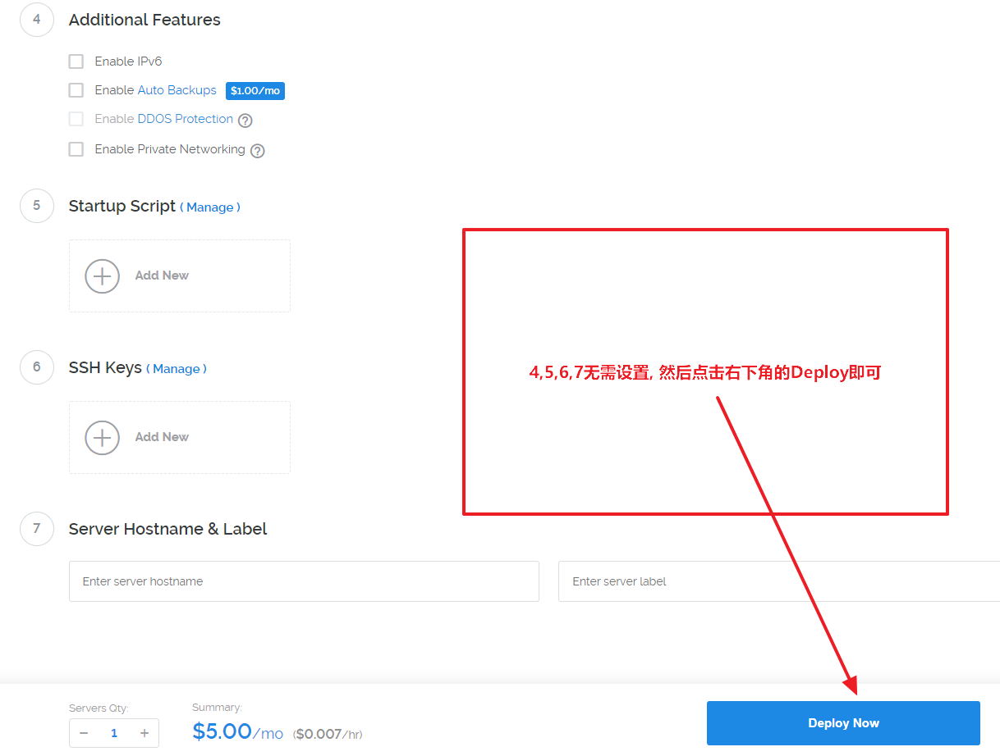 4 Additional Features
Enable IPv6
Enable Auto Backups $1.00/mo
Enable DDOS Protection ?
Enable Private Networking ?
5 Startup Script ( Manage )
Add New
4,5,6,7无需设置, 然后点击右下角的Deploy即可
6 SSH Keys ( Manage )
Add New
7 Server Hostname & Label
Enter server hostname Enter server label
Servers Qty: Summary:
− 1 + $5.00/mo ($0.007/hr) Deploy Now